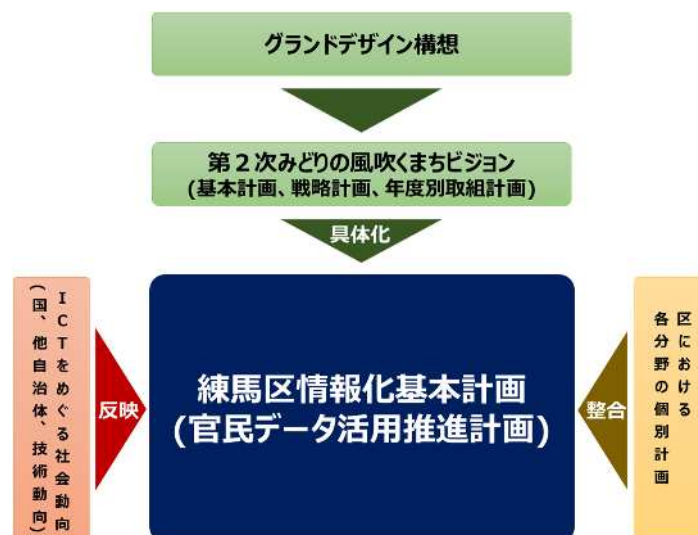 グランドデザイン構想
第2次みどりの風吹くまちビジョン
(基本計画、戦略計画、年度別取組計画)
具体化
ICTをめぐる社会動向
(国、他自治体、技術動向)
反映
練馬区情報化基本計画
(官民データ活用推進計画)
整合
区における
各分野の個別計画